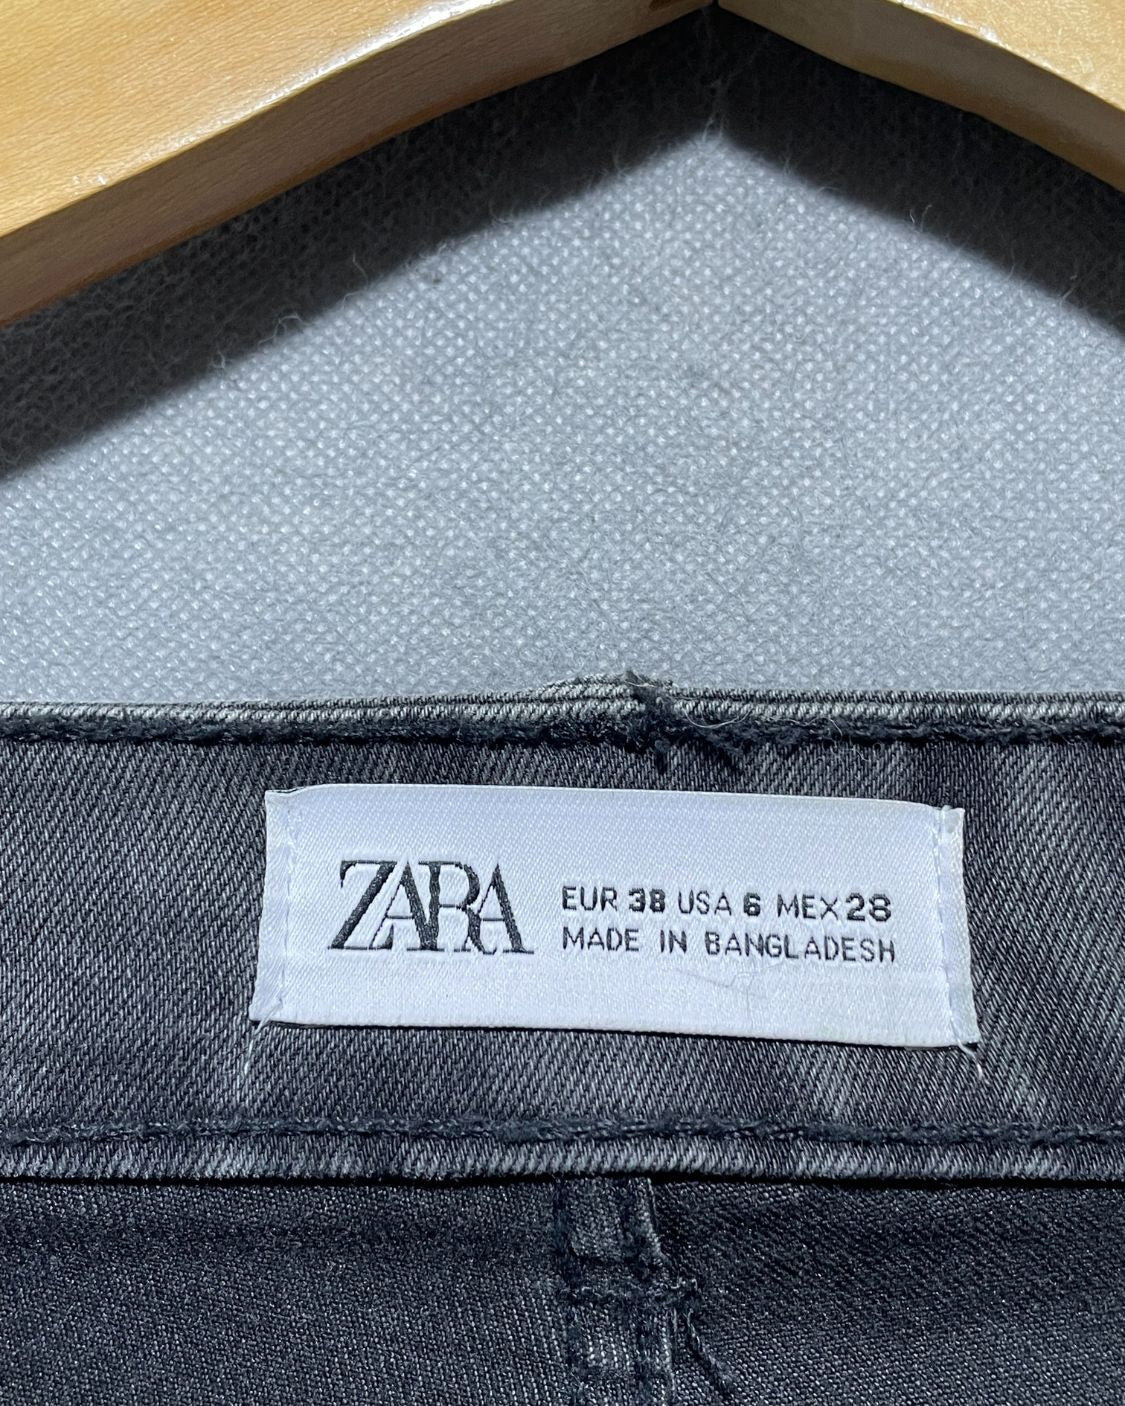 ZARA
EUR 38 USA 6 MEX 28
MADE IN BANGLADESH